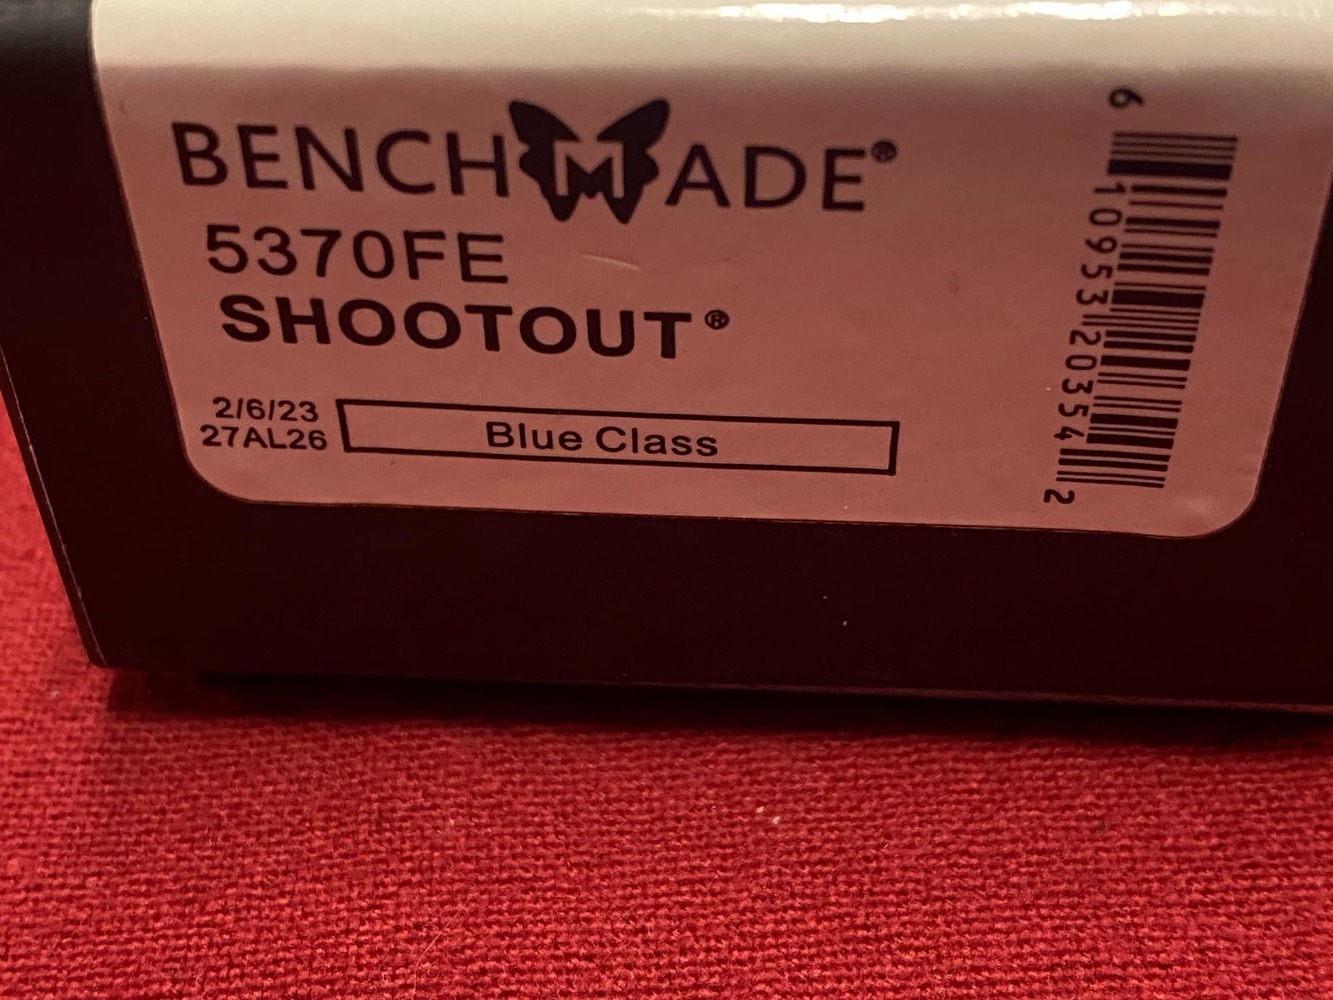 BENCHMADE®
5370FE
SHOOTOUT®
2/6/23
27AL26
Blue Class
6 10953 20354 2